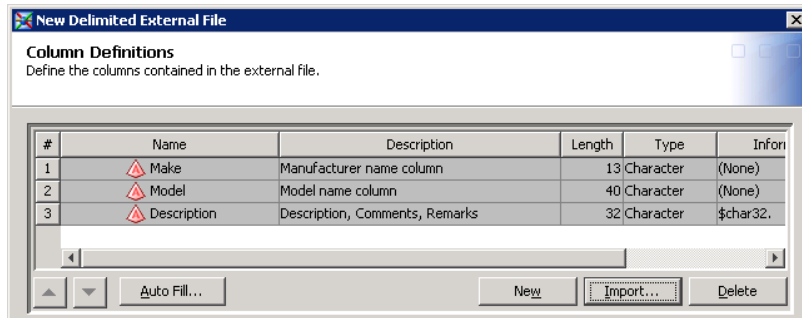 New Delimited External File
Column Definitions
Define the columns contained in the external file.
# Name Description Length Type Inforr
1 Make Manufacturer name column 13 Character (None)
2 Model Model name column 40 Character (None)
3 Description Description, Comments, Remarks 32 Character $char32.
Auto Fill... New Import... Delete